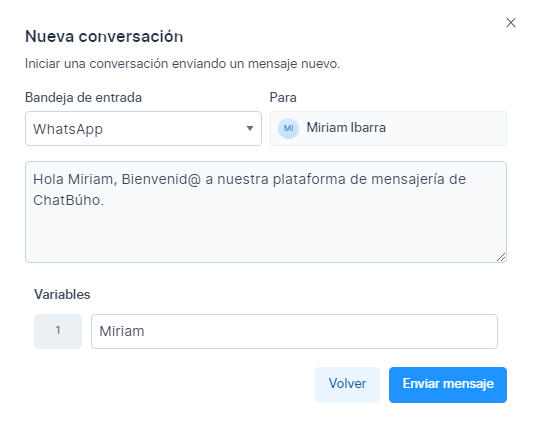 Nueva conversación
Iniciar una conversación enviando un mensaje nuevo.
Bandeja de entrada
Para
WhatsApp
MI Miriam Ibarra
Hola Miriam, Bienvenid@ a nuestra plataforma de mensajería de
ChatBúho.
Variables
1 Miriam
Volver
Enviar mensaje